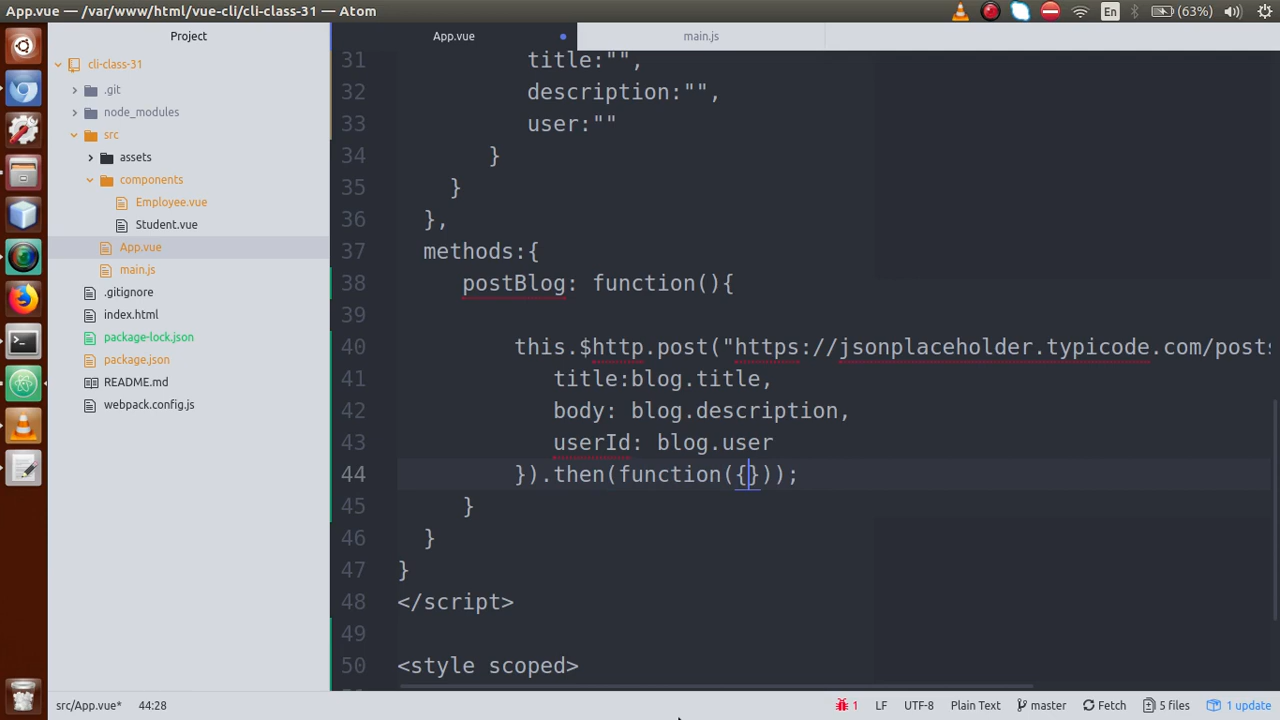 App.vue — /var/www/html/vue-cli/cli-class-31 — Atom
En
(63%)
Project
App.vue
main.js
cli-class-31
.git
node_modules
src
assets
components
Employee.vue
Student.vue
App.vue
main.js
.gitignore
index.html
package-lock.json
package.json
README.md
webpack.config.js
31 title:"",
32 description:"",
33 user:""
34 }
35 }
36 },
37 methods:{
38 postBlog: function(){
39
40 this.$http.post("https://jsonplaceholder.typicode.com/posts
41 title:blog.title,
42 body: blog.description,
43 userId: blog.user
44 }).then(function({}));
45 }
46 }
47 }
48 </script>
49
50 <style scoped>
src/App.vue* 44:28
1 LF UTF-8 Plain Text master Fetch 5 files 1 update